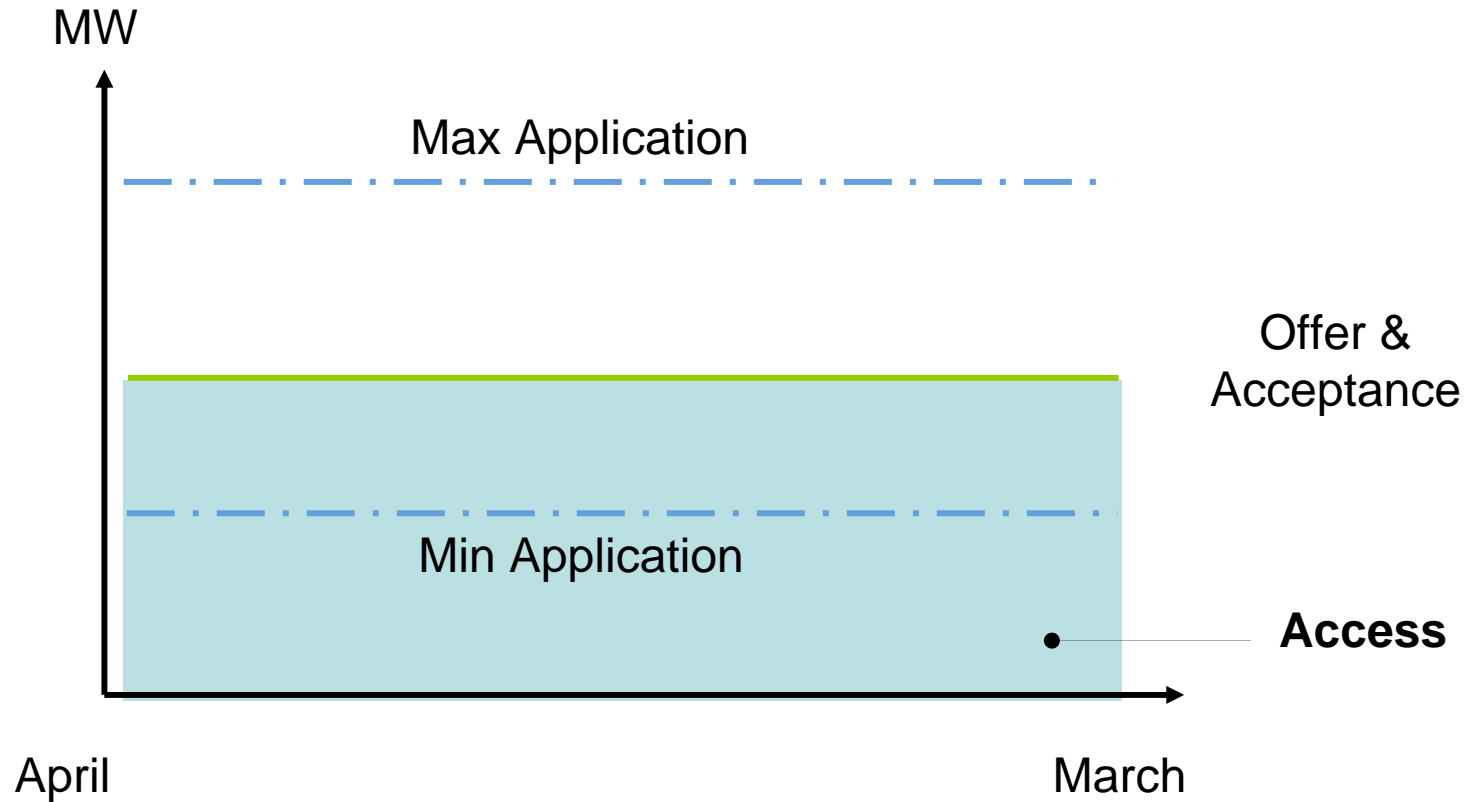 MW
Max Application
Offer &
Acceptance
Min Application
Access
April
March